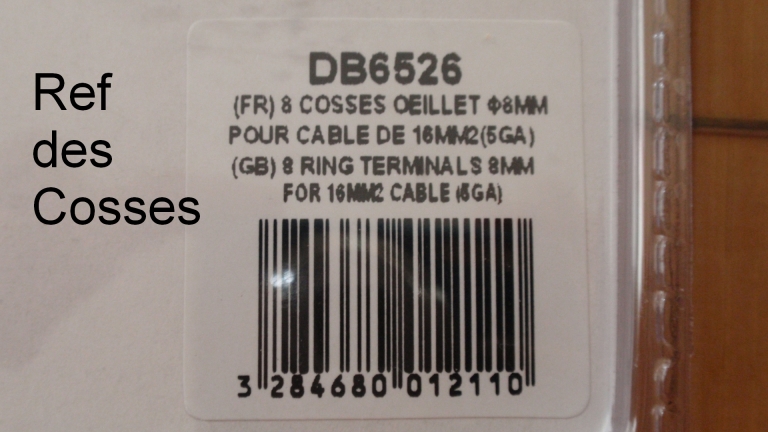 Ref
des
Cosses
DB6526
(FR) 8 COSSES OEILLET Φ8MM
POUR CABLE DE 16MM2(5GA)
(GB) 8 RING TERMINALS 8MM
FOR 16MM2 CABLE (5GA)
3 284680 012110